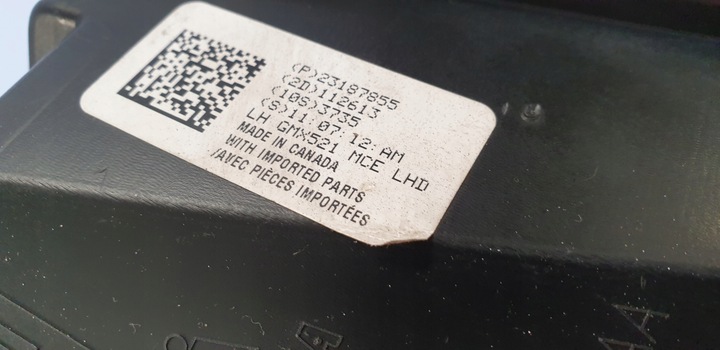 (P)23187855
(2D)112613
(10S)3735
(S)11:07:12:AM
LH GMX521 MCE LHD
MADE IN CANADA
WITH IMPORTED PARTS
/AVEC PIÈCES IMPORTÉES